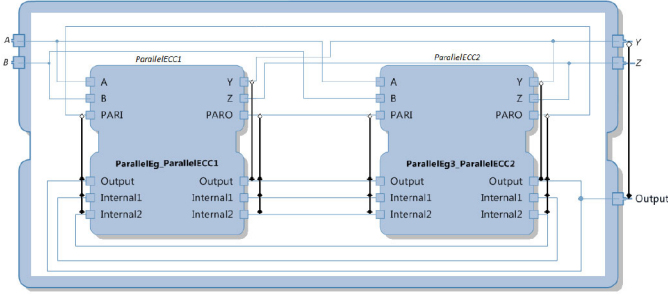 A
B
ParallelECC1
A Y
B Z
PARI PARO
ParallelEg_ParallelECC1
Output Output
Internal1 Internal1
Internal2 Internal2
ParallelECC2
A Y
B Z
PARI PARO
ParallelEg3_ParallelECC2
Output Output
Internal1 Internal1
Internal2 Internal2
Y
Z
Output